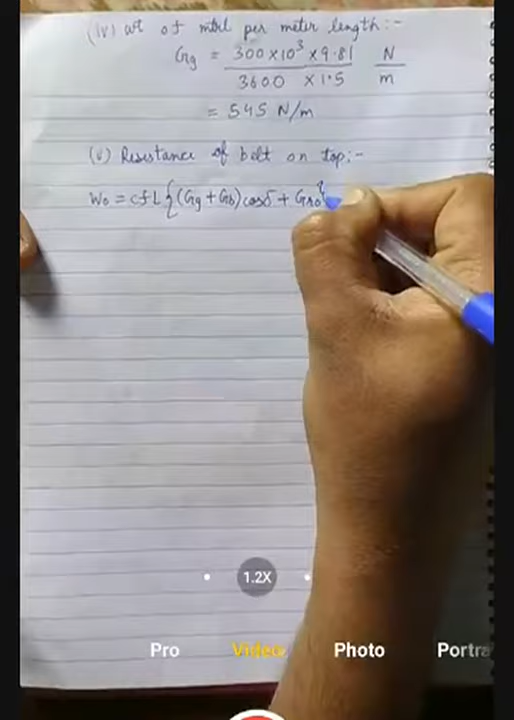 (iv) wt of mtrl per meter length:-
Gg = 300×10³×9.81 / 3600 ×1.5 N/m
= 545 N/m
(v) Resistance of belt on top:-
Wo = cfL{(Gg+Gb)cosδ + Gro}
1.2X
Pro Video Photo Portra